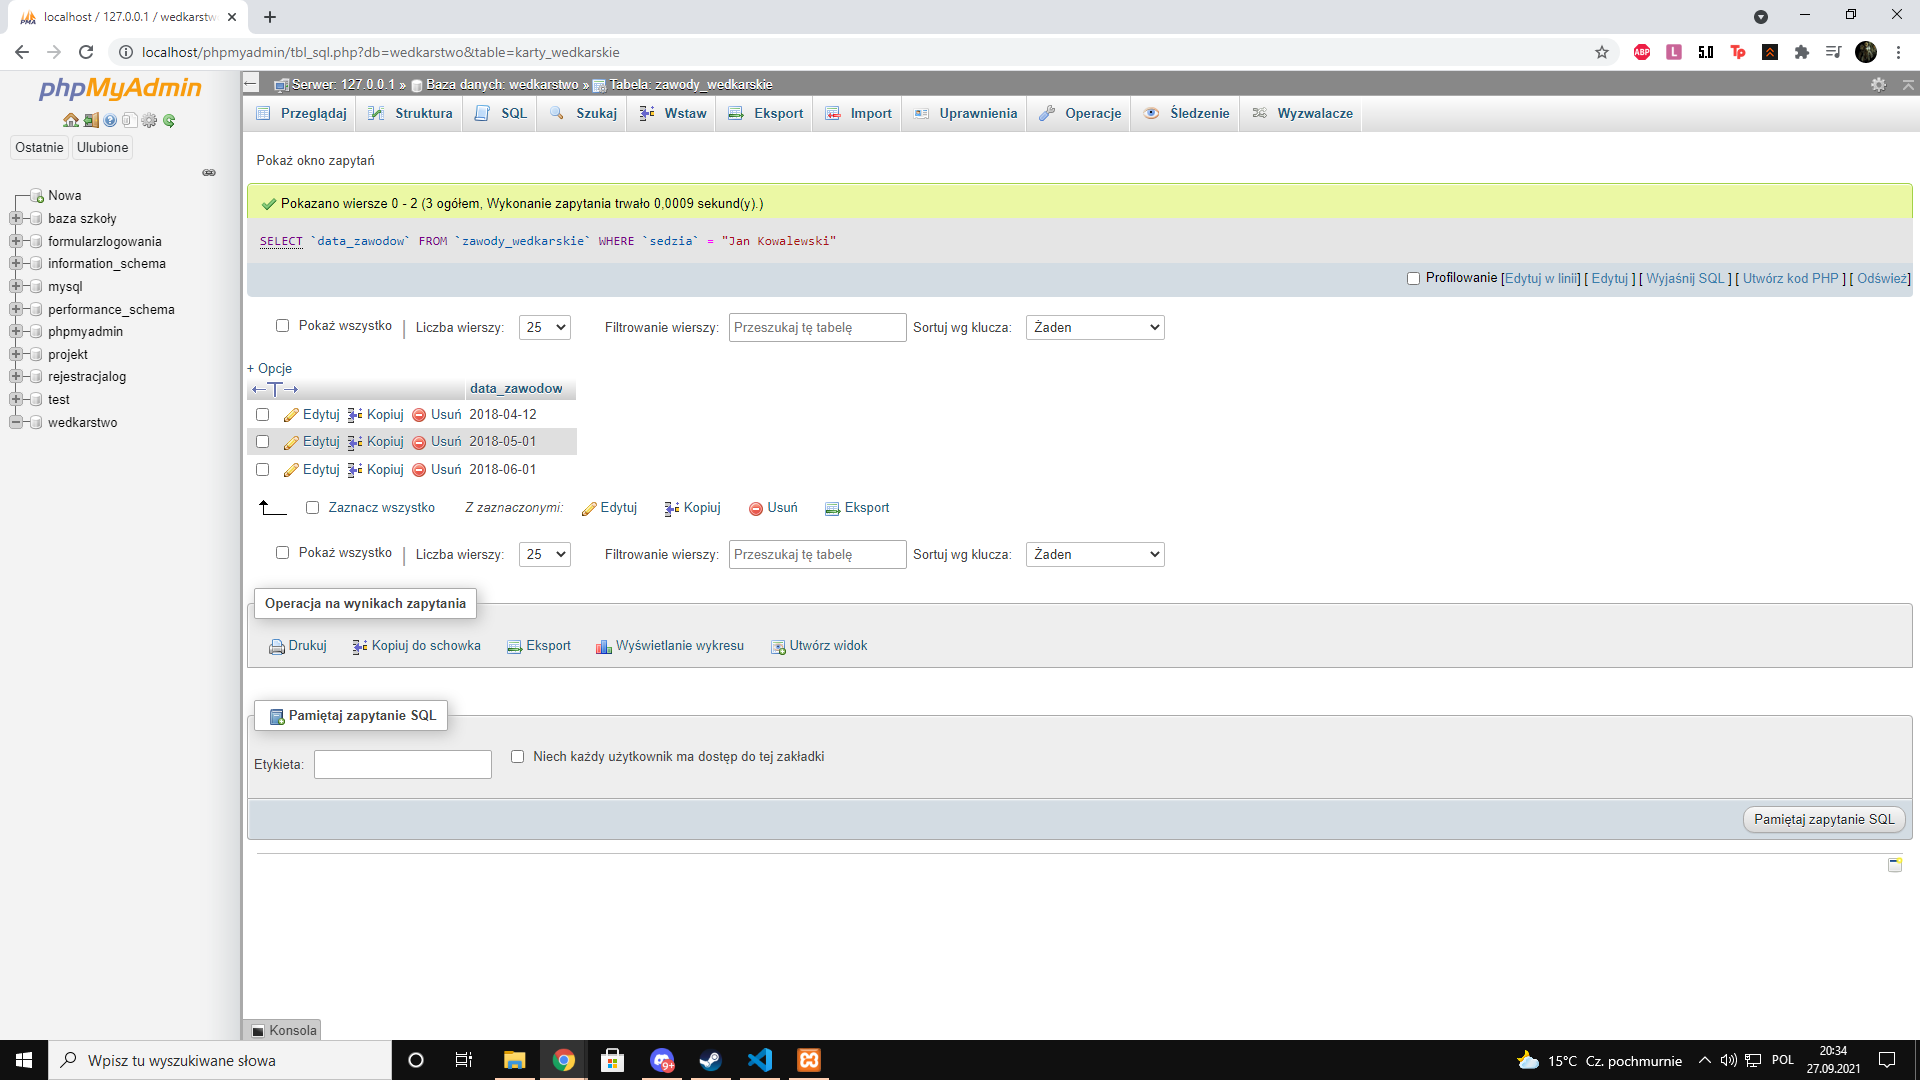 localhost / 127.0.0.1 / wedkarstw
localhost/phpmyadmin/tbl_sql.php?db=wedkarstwo&table=karty_wedkarskie
ABP L 5.0 Tp
phpMyAdmin
Ostatnie Ulubione
Nowa
baza szkoły
formularzlogowania
information_schema
mysql
performance_schema
phpmyadmin
projekt
rejestracjalog
test
wedkarstwo
Serwer: 127.0.0.1 » Baza danych: wedkarstwo » Tabela: zawody_wedkarskie
Przeglądaj Struktura SQL Szukaj Wstaw Eksport Import Uprawnienia Operacje Śledzenie Wyzwalacze
Pokaż okno zapytań
Pokazano wiersze 0 - 2 (3 ogółem, Wykonanie zapytania trwało 0,0009 sekund(y).)
SELECT `data_zawodow` FROM `zawody_wedkarskie` WHERE `sedzia` = "Jan Kowalewski"
Profilowanie [Edytuj w linii] [ Edytuj ] [ Wyjaśnij SQL ] [ Utwórz kod PHP ] [ Odśwież]
Pokaż wszystko | Liczba wierszy: 25 Filtrowanie wierszy: Przeszukaj tę tabelę Sortuj wg klucza: Żaden
+ Opcje
←T→ data_zawodow
Edytuj Kopiuj Usuń 2018-04-12
Edytuj Kopiuj Usuń 2018-05-01
Edytuj Kopiuj Usuń 2018-06-01
Zaznacz wszystko Z zaznaczonymi: Edytuj Kopiuj Usuń Eksport
Pokaż wszystko | Liczba wierszy: 25 Filtrowanie wierszy: Przeszukaj tę tabelę Sortuj wg klucza: Żaden
Operacja na wynikach zapytania
Drukuj Kopiuj do schowka Eksport Wyświetlanie wykresu Utwórz widok
Pamiętaj zapytanie SQL
Etykieta: Niech każdy użytkownik ma dostęp do tej zakładki
Pamiętaj zapytanie SQL
Konsola
Wpisz tu wyszukiwane słowa
9+
15°C Cz. pochmurnie POL 20:34
27.09.2021